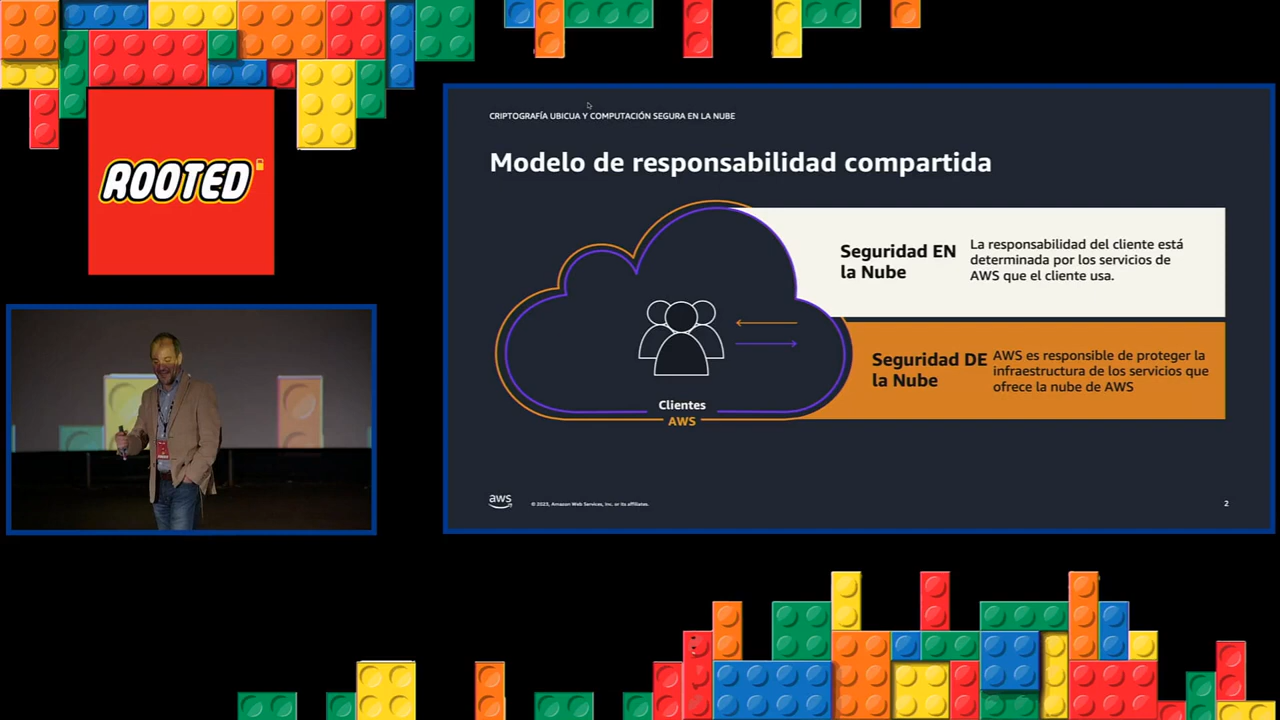 ROOTED
CRIPTOGRAFÍA UBICUA Y COMPUTACIÓN SEGURA EN LA NUBE
Modelo de responsabilidad compartida
Seguridad EN
la Nube
La responsabilidad del cliente está
determinada por los servicios de
AWS que el cliente usa.
Seguridad DE
la Nube
AWS es responsible de proteger la
infraestructura de los servicios que
ofrece la nube de AWS
Clientes
AWS
aws
© 2023, Amazon Web Services, Inc. or its affiliates.
2